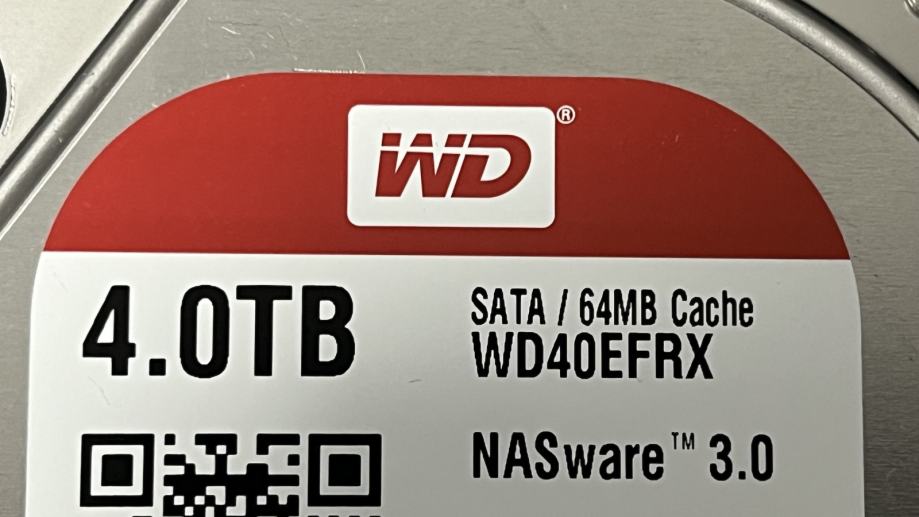 WD®
4.0TB
SATA / 64MB Cache
WD40EFRX
NASware™ 3.0